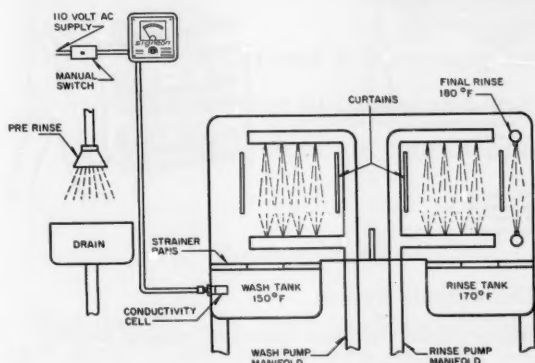 110 VOLT AC
SUPPLY
MANUAL
SWITCH
PRE RINSE
DRAIN
CURTAINS
FINAL RINSE
180 °F
STRAINER
PANS
WASH TANK
150°F
RINSE TANK
170°F
CONDUCTIVITY
CELL
WASH PUMP
MANIFOLD
RINSE PUMP
MANIFOLD